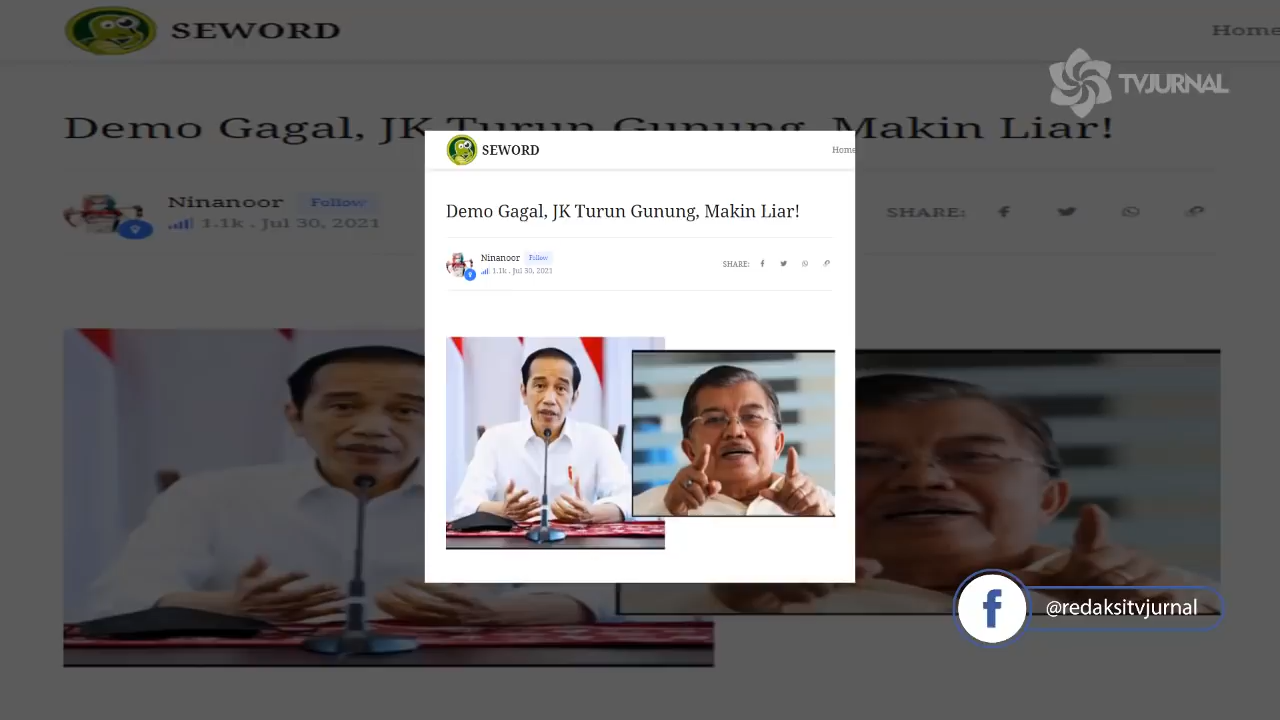 SEWORD
Home
TVJURNAL
Demo Gagal, JK Turun Gunung, Makin Liar!
Ninanoor Follow
1.1k . Jul 30, 2021
SHARE:
SEWORD
Home
Demo Gagal, JK Turun Gunung, Makin Liar!
Ninanoor Follow
1.1k . Jul 30, 2021
SHARE:
@redaksitvjurnal